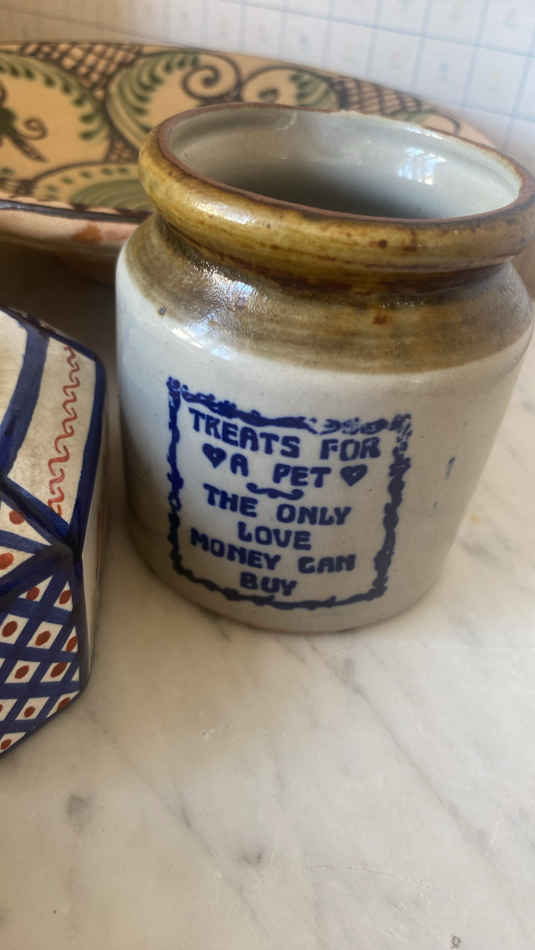 TREATS FOR
♥A PET♥
THE ONLY
LOVE
MONEY CAN
BUY